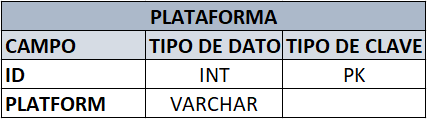 PLATAFORMA
CAMPO TIPO DE DATO TIPO DE CLAVE
ID INT PK
PLATFORM VARCHAR